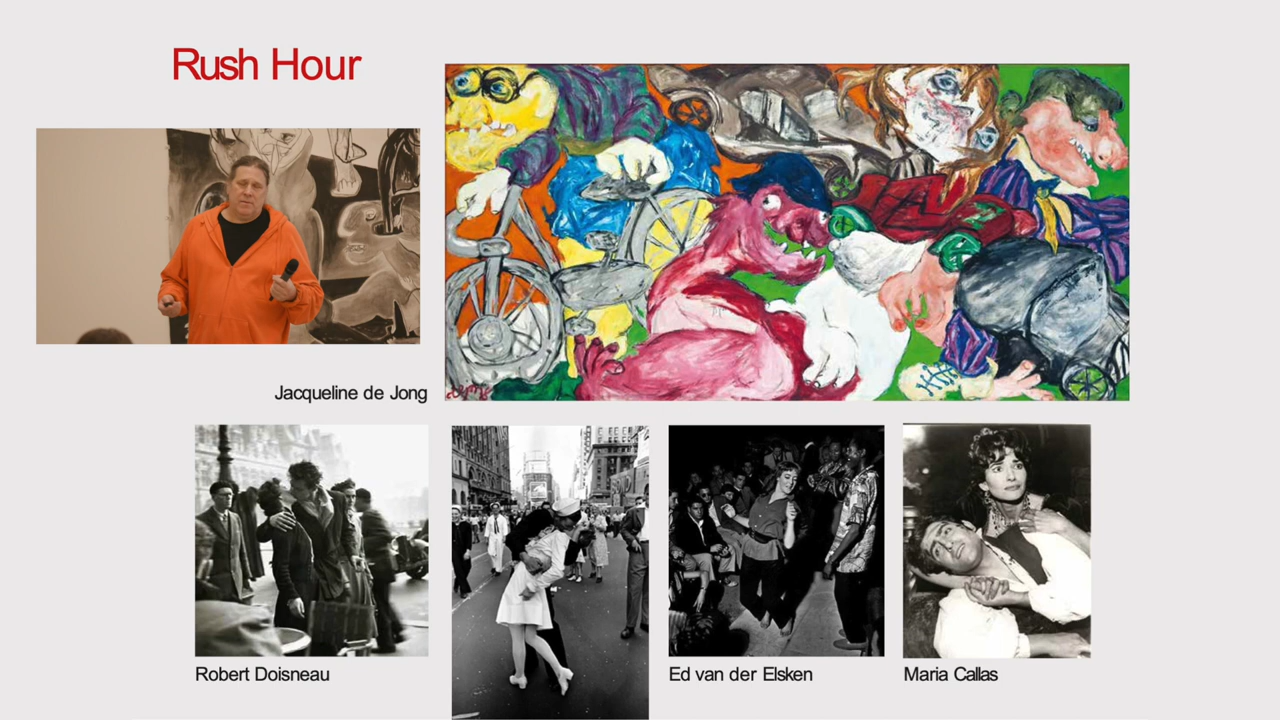 Rush Hour
Jacqueline de Jong
Robert Doisneau
Ed van der Elsken
Maria Callas